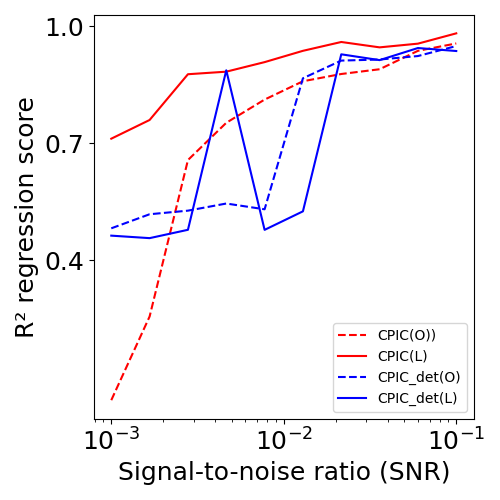 1.0
0.7
0.4
R² regression score
10⁻³
10⁻²
10⁻¹
Signal-to-noise ratio (SNR)
CPIC(O))
CPIC(L)
CPIC_det(O)
CPIC_det(L)